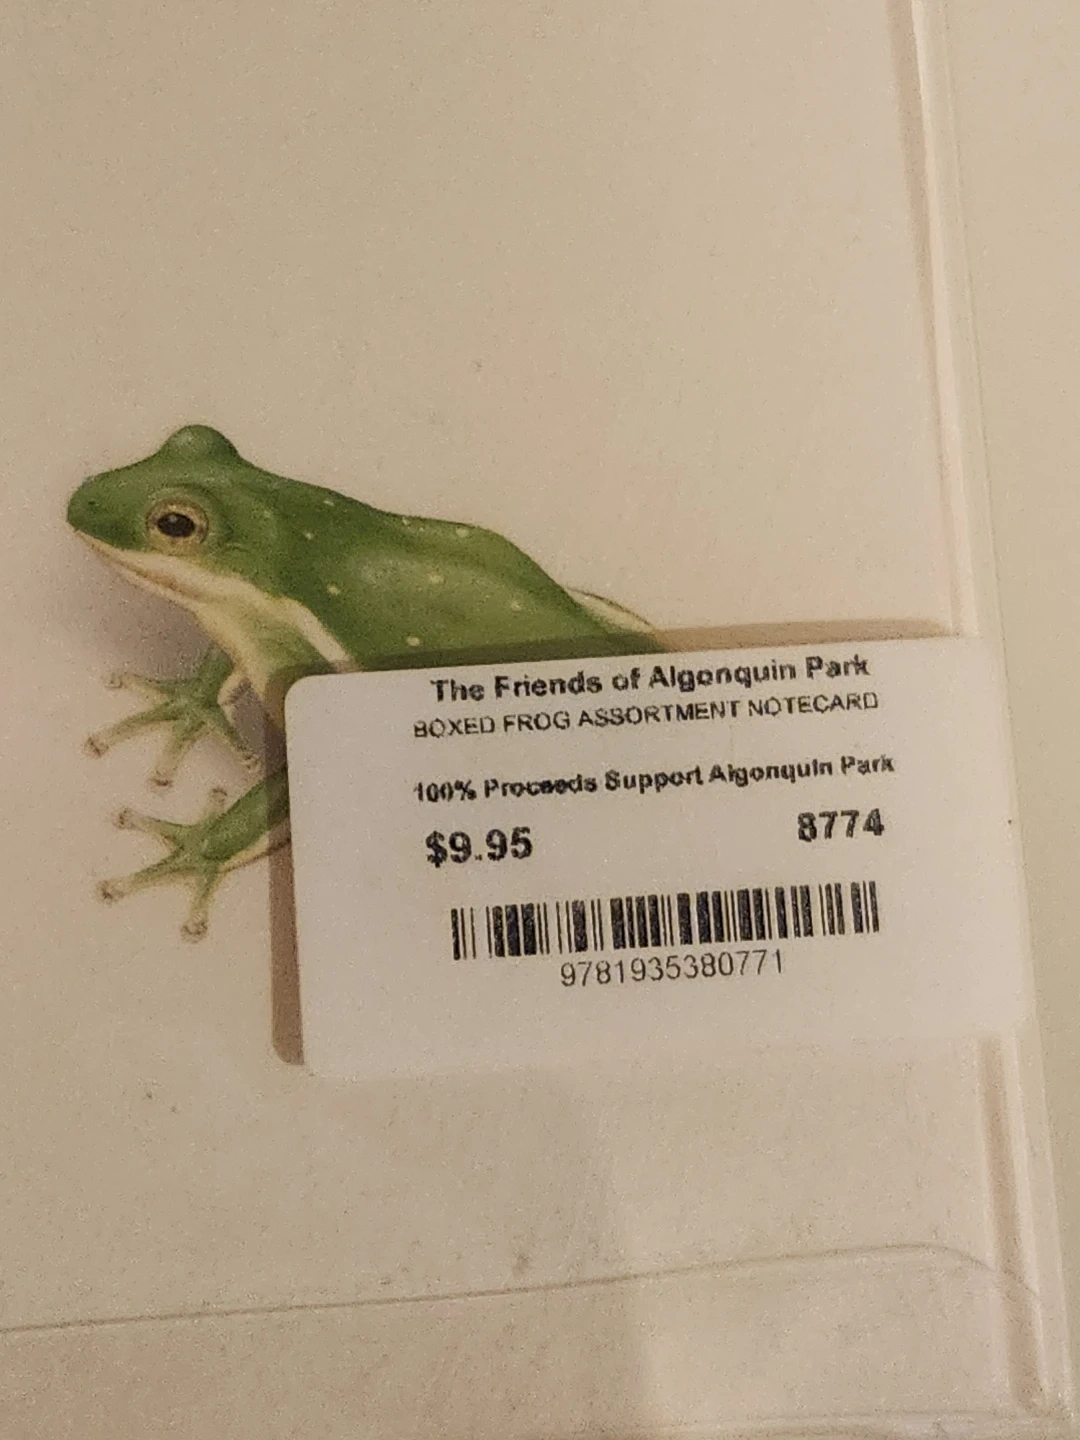 The Friends of Algonquin Park
BOXED FROG ASSORTMENT NOTECARD
100% Proceeds Support Algonquin Park
$9.95 8774
9781935380771